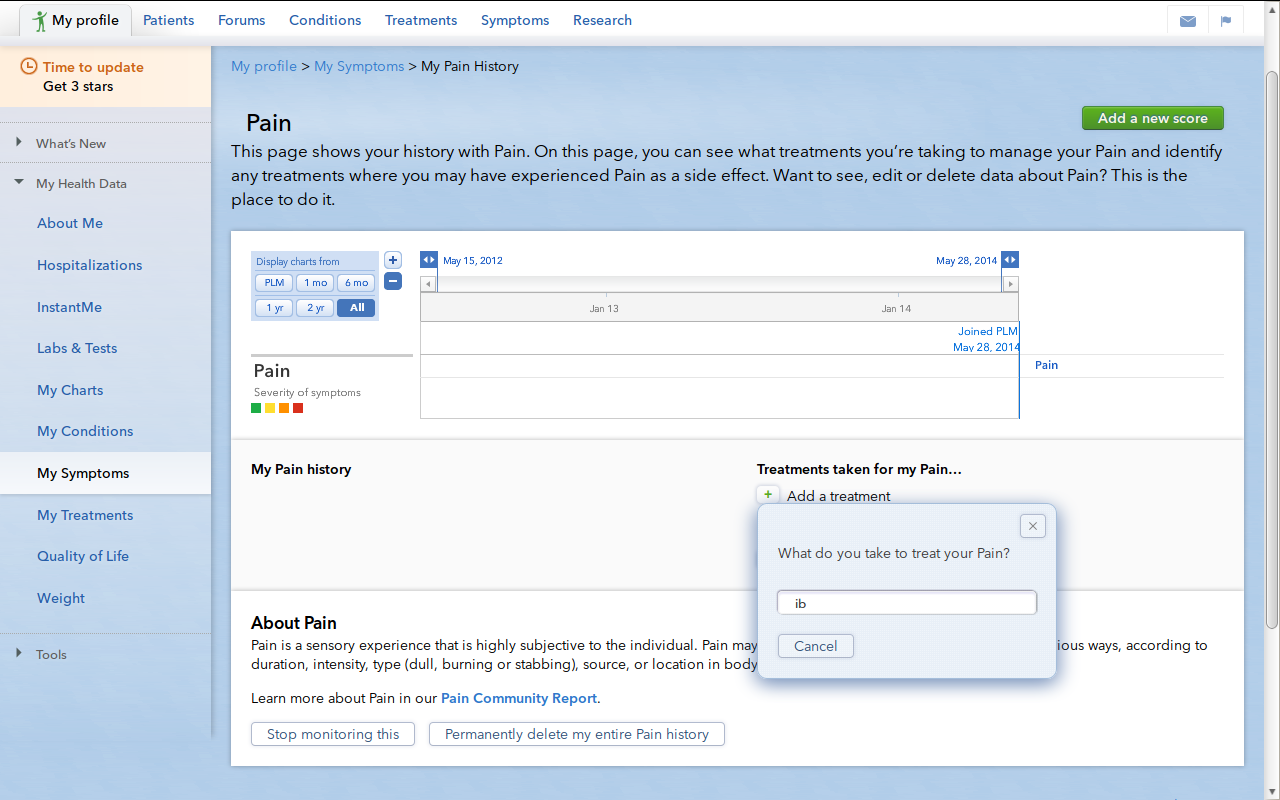 My profile
Patients
Forums
Conditions
Treatments
Symptoms
Research
Time to update
Get 3 stars
What's New
My Health Data
About Me
Hospitalizations
InstantMe
Labs & Tests
My Charts
My Conditions
My Symptoms
My Treatments
Quality of Life
Weight
Tools
My profile > My Symptoms > My Pain History
Pain
Add a new score
This page shows your history with Pain. On this page, you can see what treatments you're taking to manage your Pain and identify
any treatments where you may have experienced Pain as a side effect. Want to see, edit or delete data about Pain? This is the
place to do it.
Display charts from
PLM 1 mo 6 mo
1 yr 2 yr All
+
−
May 15, 2012
May 28, 2014
Jan 13
Jan 14
Joined PLM
May 28, 2014
Pain
Severity of symptoms
Pain
My Pain history
Treatments taken for my Pain...
+ Add a treatment
What do you take to treat your Pain?
ib
Cancel
About Pain
Pain is a sensory experience that is highly subjective to the individual. Pain may ious ways, according to
duration, intensity, type (dull, burning or stabbing), source, or location in body
Learn more about Pain in our Pain Community Report.
Stop monitoring this
Permanently delete my entire Pain history